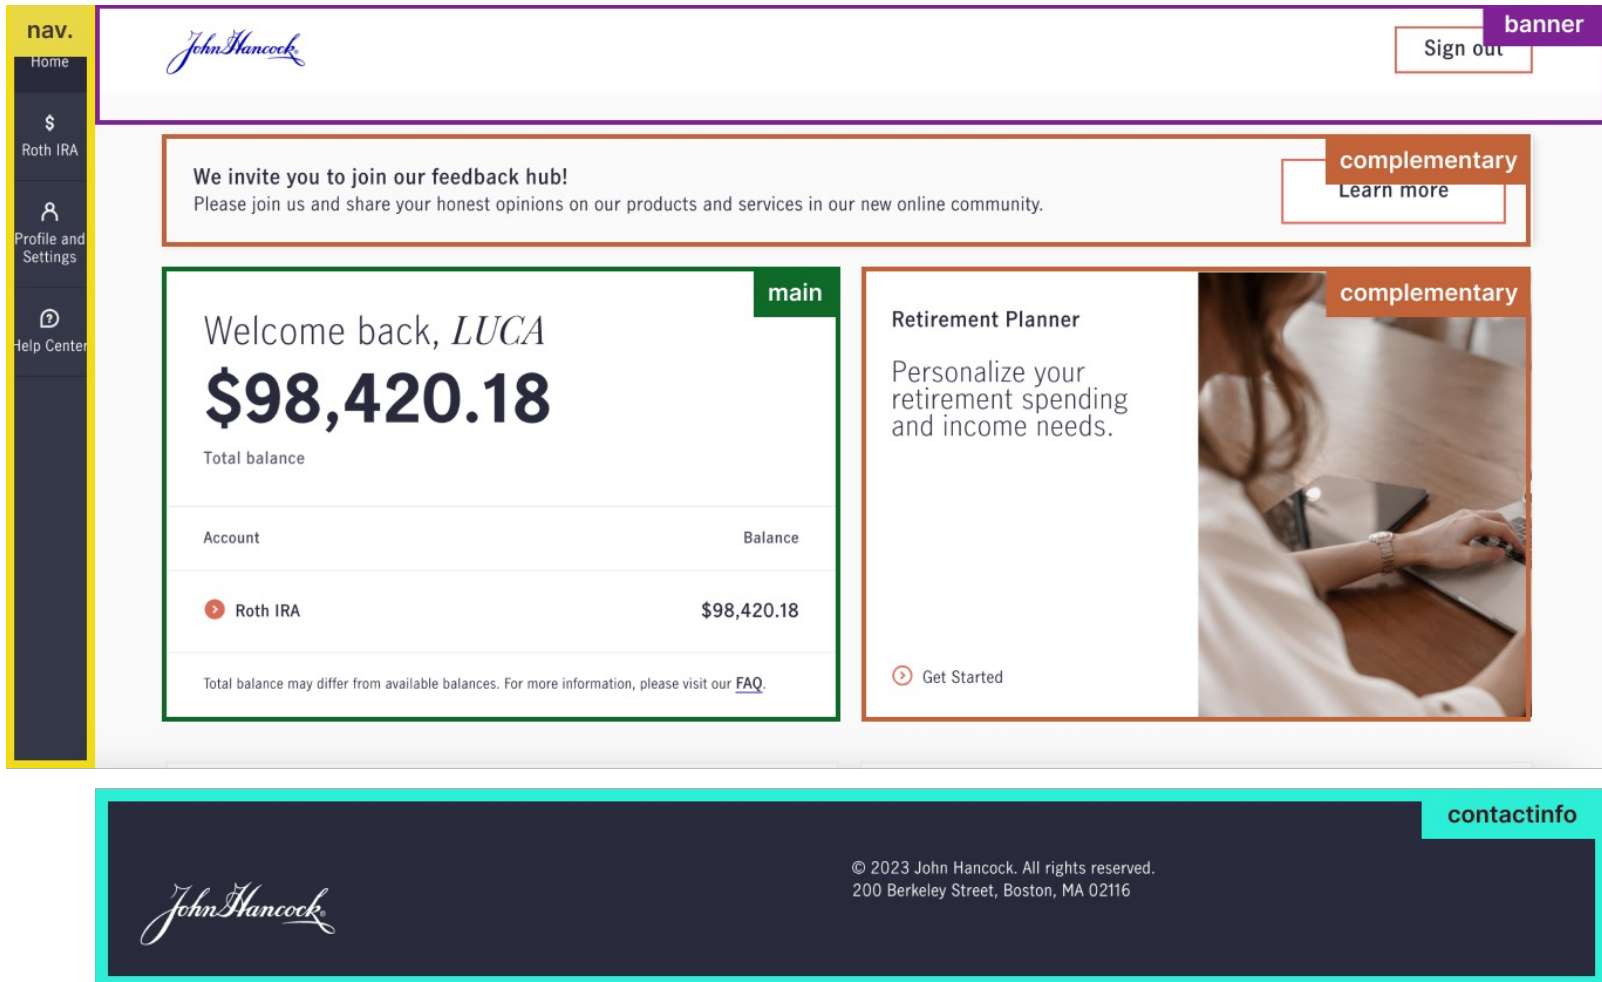 nav.
Home
$
Roth IRA
Profile and
Settings
?
Help Center
banner
John Hancock®
Sign out
complementary
We invite you to join our feedback hub!
Please join us and share your honest opinions on our products and services in our new online community.
Learn more
main
Welcome back, LUCA
$98,420.18
Total balance
Account Balance
Roth IRA $98,420.18
Total balance may differ from available balances. For more information, please visit our FAQ.
complementary
Retirement Planner
Personalize your
retirement spending
and income needs.
Get Started
contactinfo
John Hancock®
© 2023 John Hancock. All rights reserved.
200 Berkeley Street, Boston, MA 02116